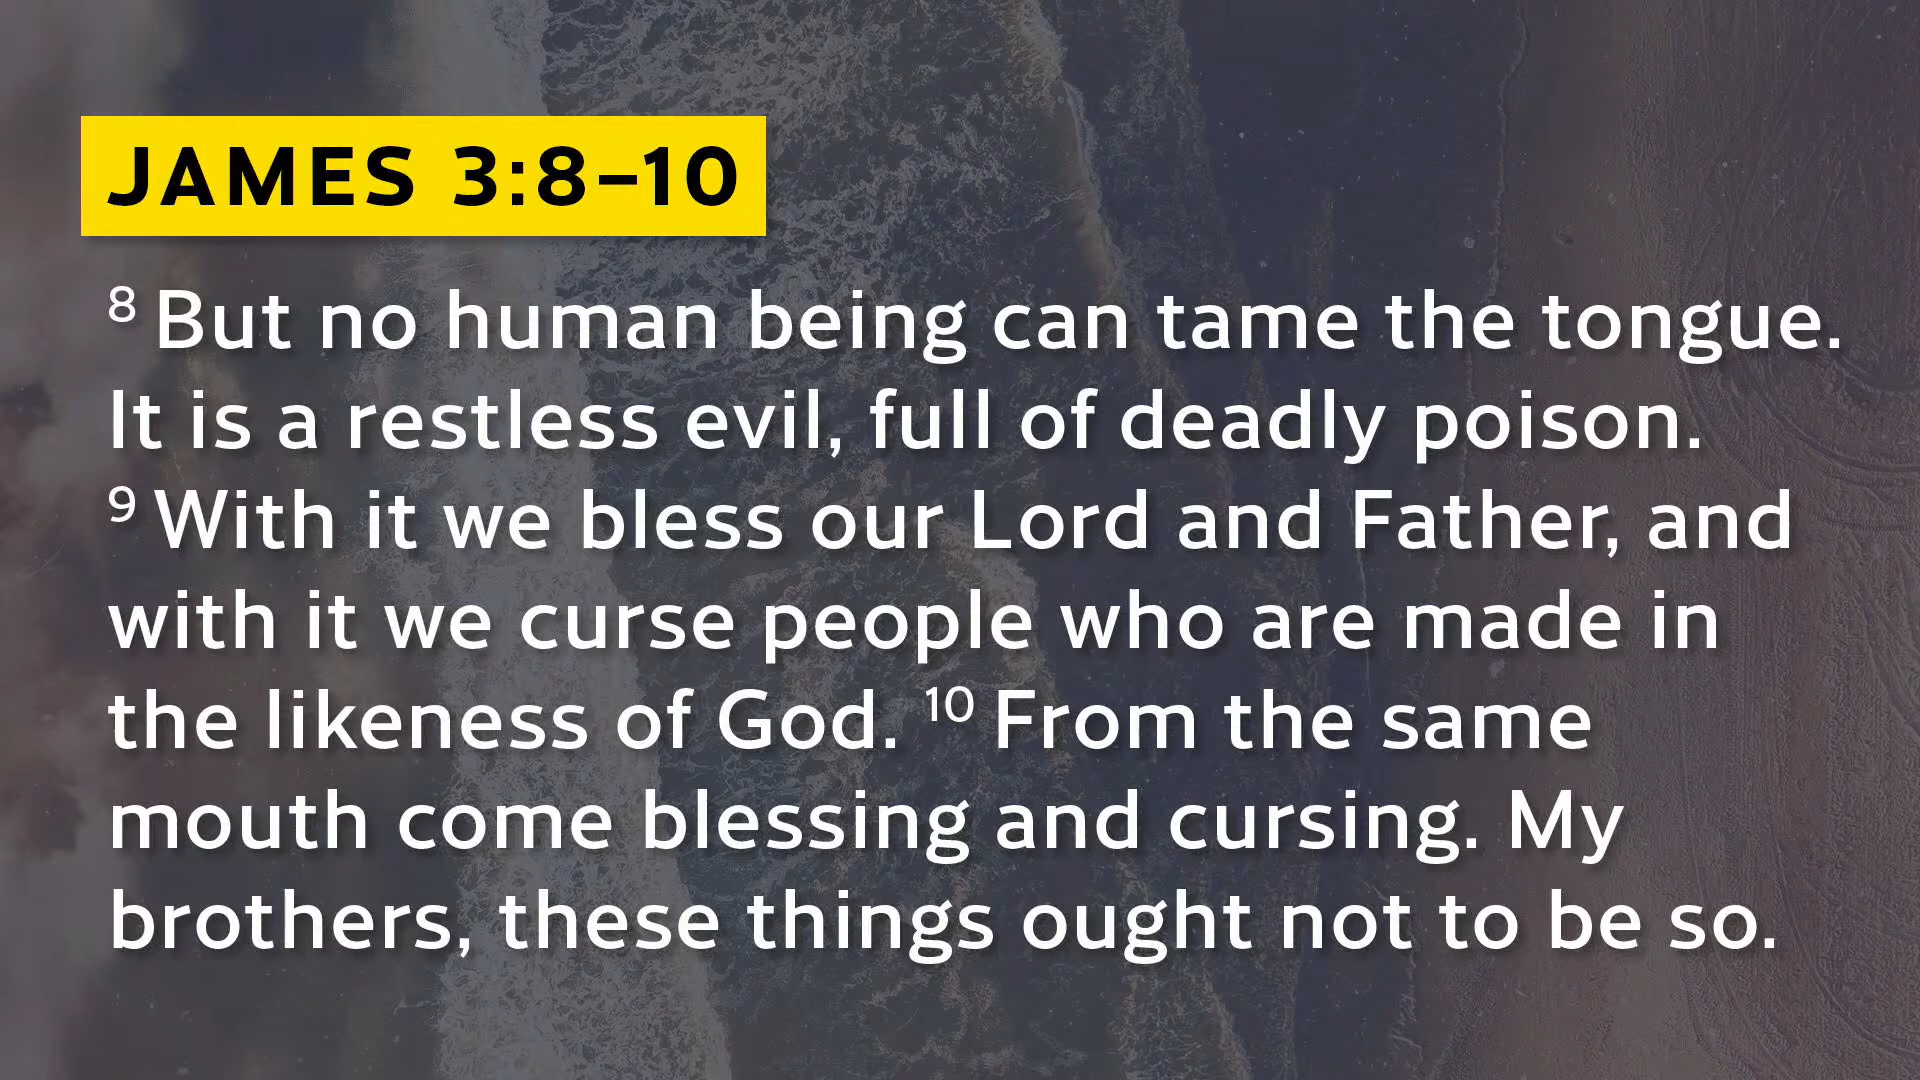 JAMES 3:8–10
8 But no human being can tame the tongue.
It is a restless evil, full of deadly poison.
9 With it we bless our Lord and Father, and
with it we curse people who are made in
the likeness of God. 10 From the same
mouth come blessing and cursing. My
brothers, these things ought not to be so.